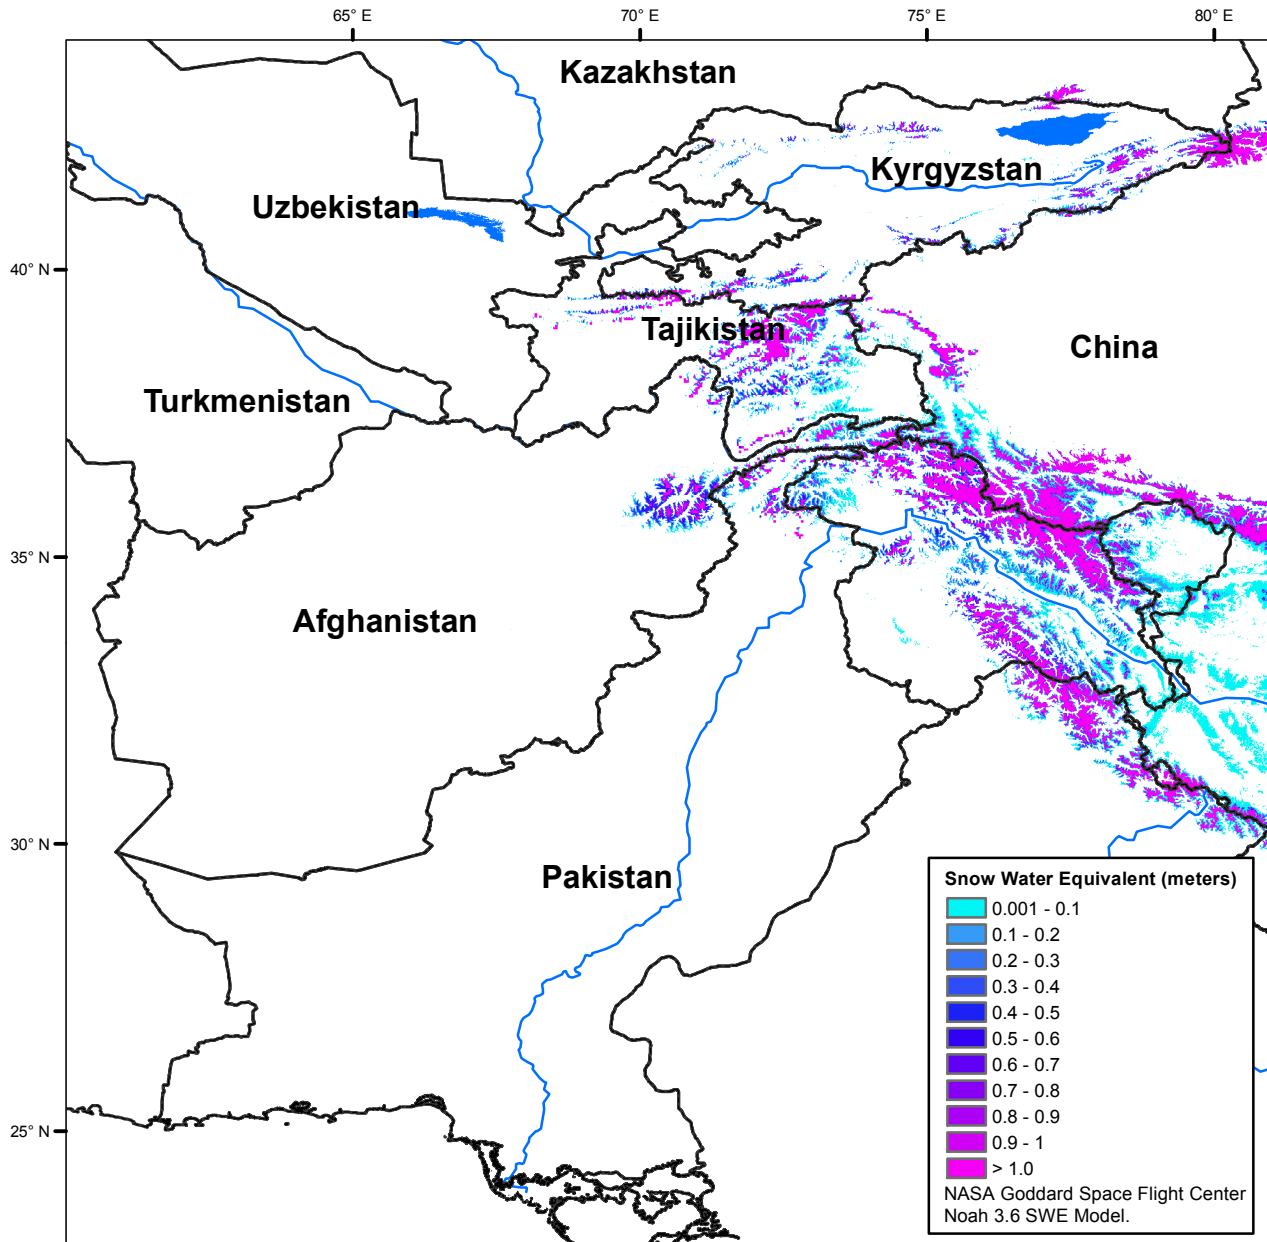 65° E
70° E
75° E
80° E
Kazakhstan
Kyrgyzstan
Uzbekistan
40° N
Tajikistan
China
Turkmenistan
35° N
Afghanistan
30° N
Pakistan
Snow Water Equivalent (meters)
0.001 - 0.1
0.1 - 0.2
0.2 - 0.3
0.3 - 0.4
0.4 - 0.5
0.5 - 0.6
0.6 - 0.7
0.7 - 0.8
0.8 - 0.9
0.9 - 1
> 1.0
25° N
NASA Goddard Space Flight Center
Noah 3.6 SWE Model.